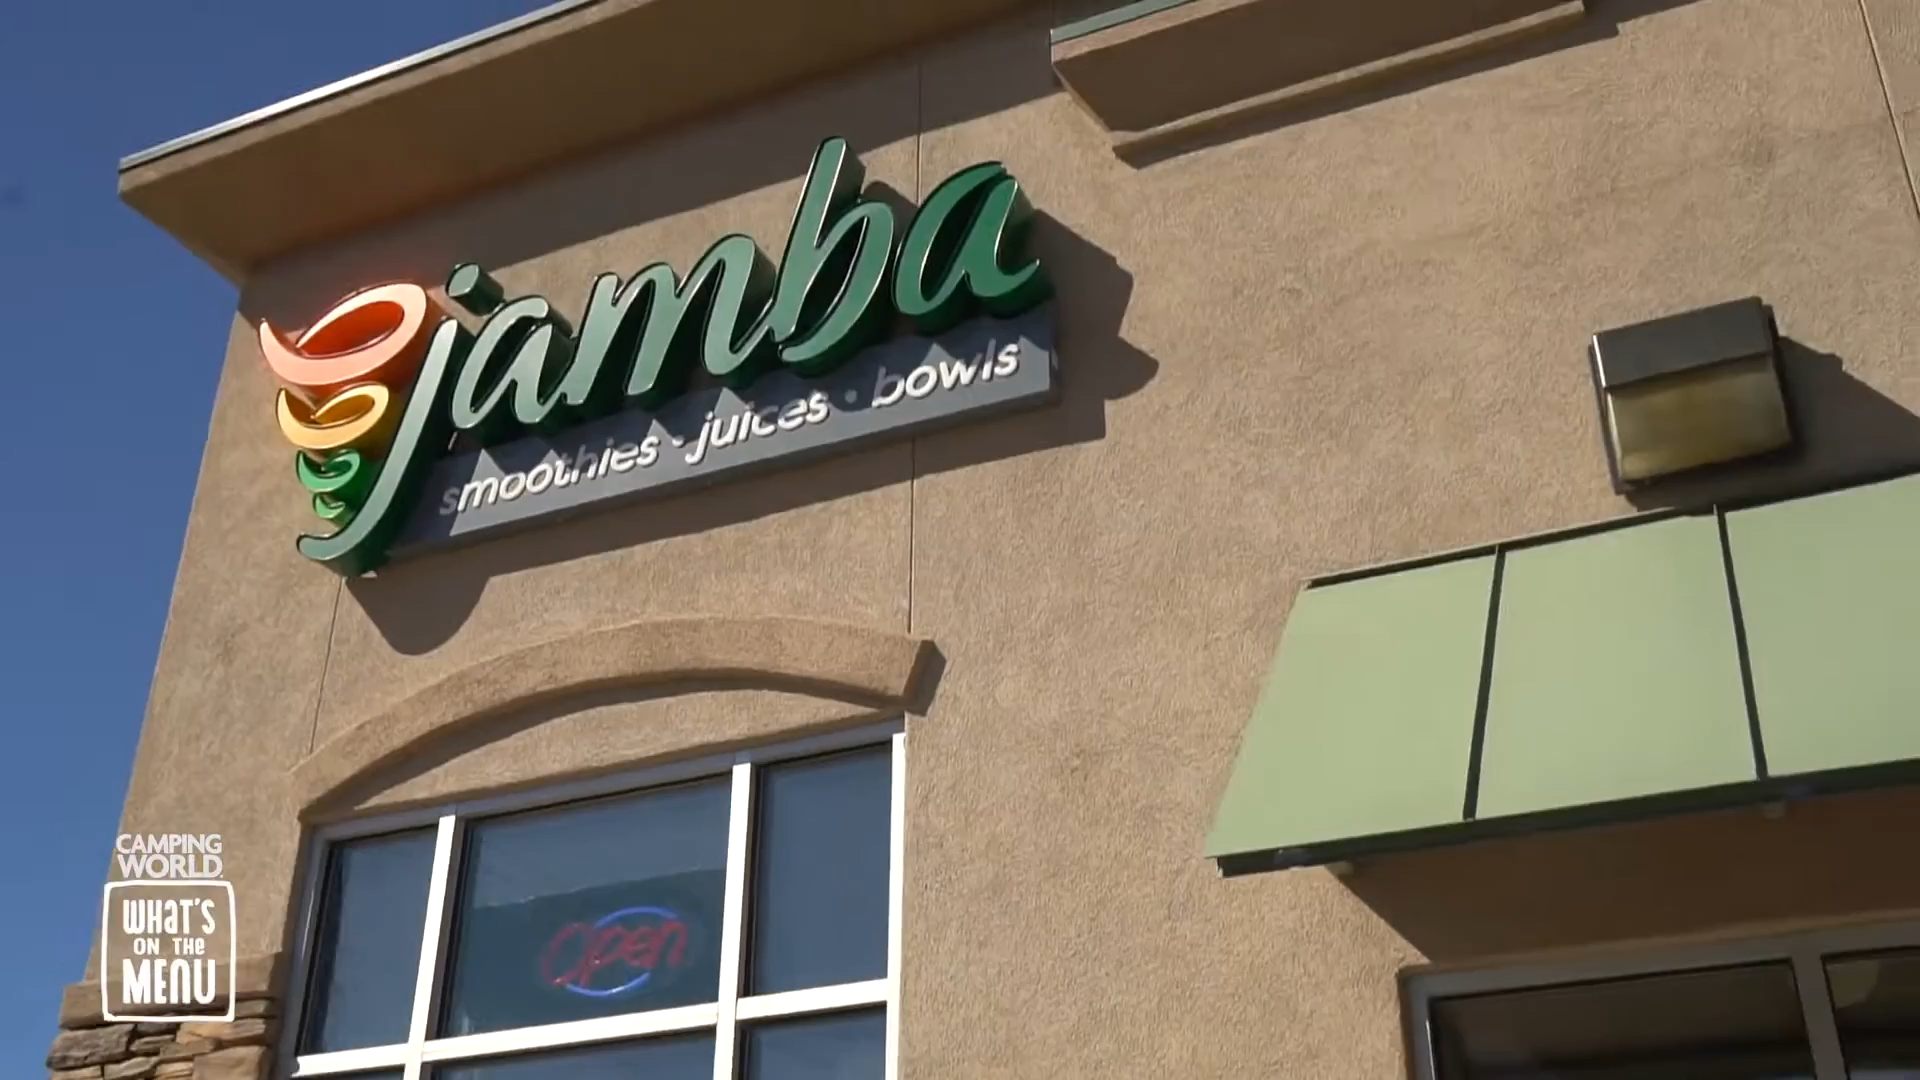 jamba
smoothies • juices • bowls
Open
CAMPING
WORLD
WHAT'S
ON THE
MENU